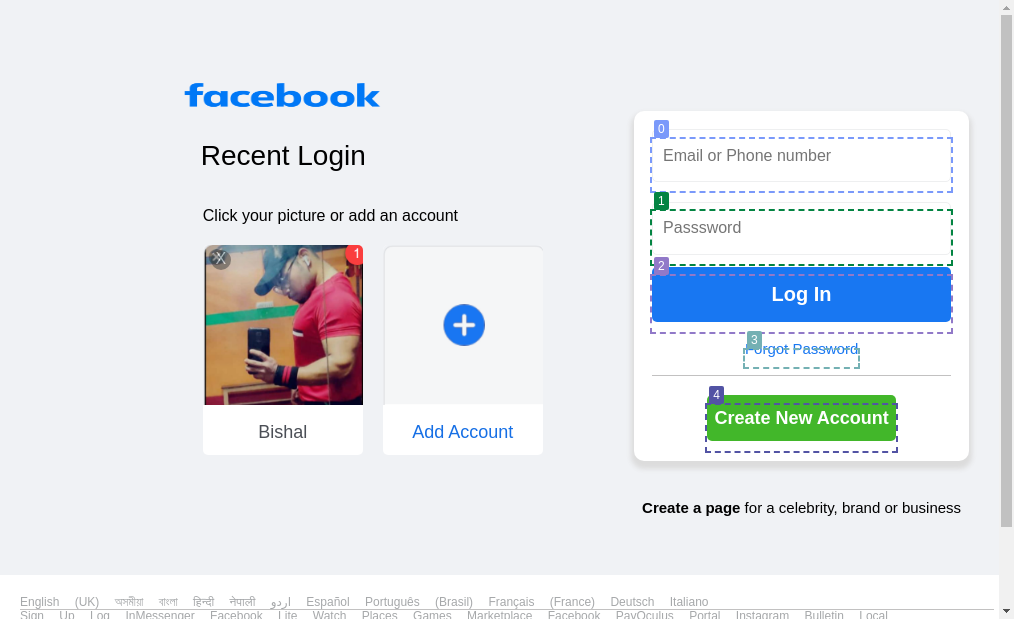 facebook
Recent Login
Click your picture or add an account
X
1
Bishal
Add Account
0
Email or Phone number
1
Passsword
2
Log In
3
Forgot Password
4
Create New Account
Create a page for a celebrity, brand or business
English (UK) অসমীয়া বাংলা हिन्दी नेपाली اردو Español Português (Brasil) Français (France) Deutsch Italiano
Sign Up Log InMessenger Facebook Lite Watch Places Games Marketplace Facebook PayOculus Portal Instagram Bulletin Local